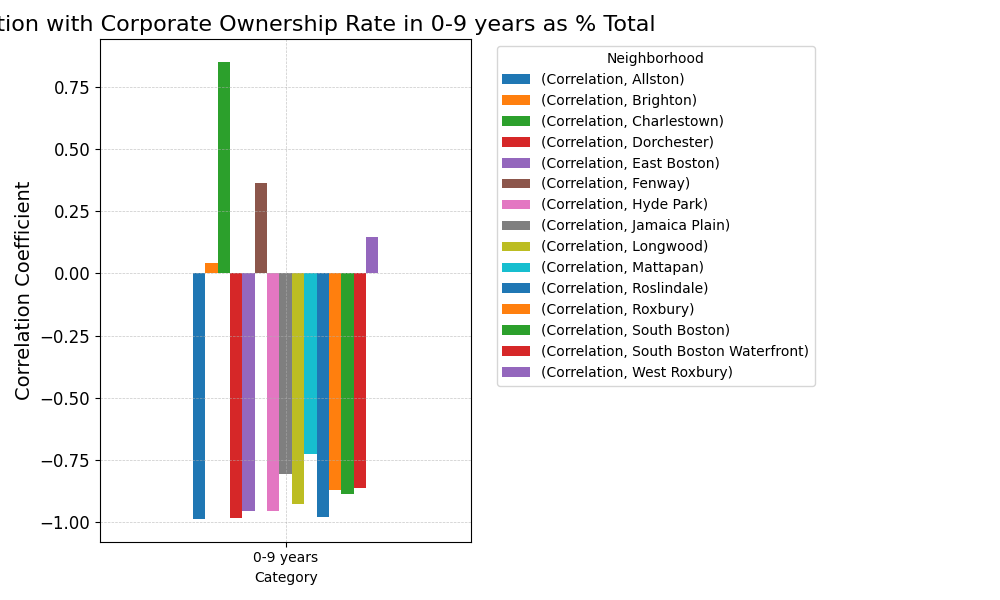 tion with Corporate Ownership Rate in 0-9 years as % Total
Correlation Coefficient
0.75
0.50
0.25
0.00
−0.25
−0.50
−0.75
−1.00
0-9 years
Category
Neighborhood
(Correlation, Allston)
(Correlation, Brighton)
(Correlation, Charlestown)
(Correlation, Dorchester)
(Correlation, East Boston)
(Correlation, Fenway)
(Correlation, Hyde Park)
(Correlation, Jamaica Plain)
(Correlation, Longwood)
(Correlation, Mattapan)
(Correlation, Roslindale)
(Correlation, Roxbury)
(Correlation, South Boston)
(Correlation, South Boston Waterfront)
(Correlation, West Roxbury)